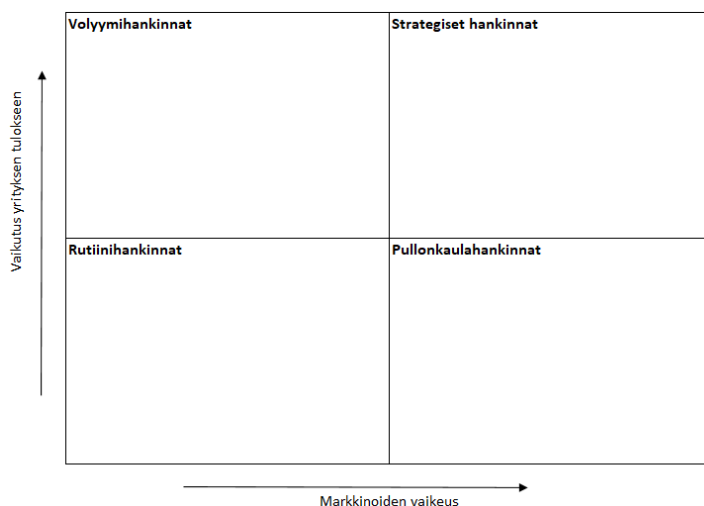 Volyymihankinnat
Strategiset hankinnat
Vaikutus yrityksen tulokseen
Rutiinihankinnat
Pullonkaulahankinnat
Markkinoiden vaikeus